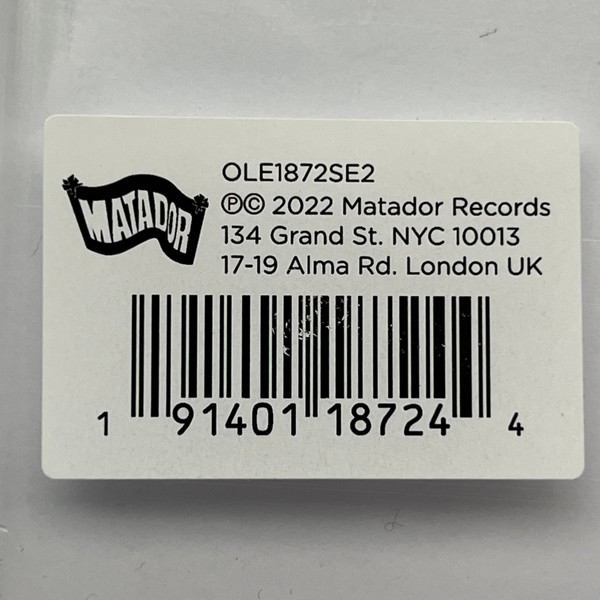 MATADOR
OLE1872SE2
℗© 2022 Matador Records
134 Grand St. NYC 10013
17-19 Alma Rd. London UK
1 91401 18724 4